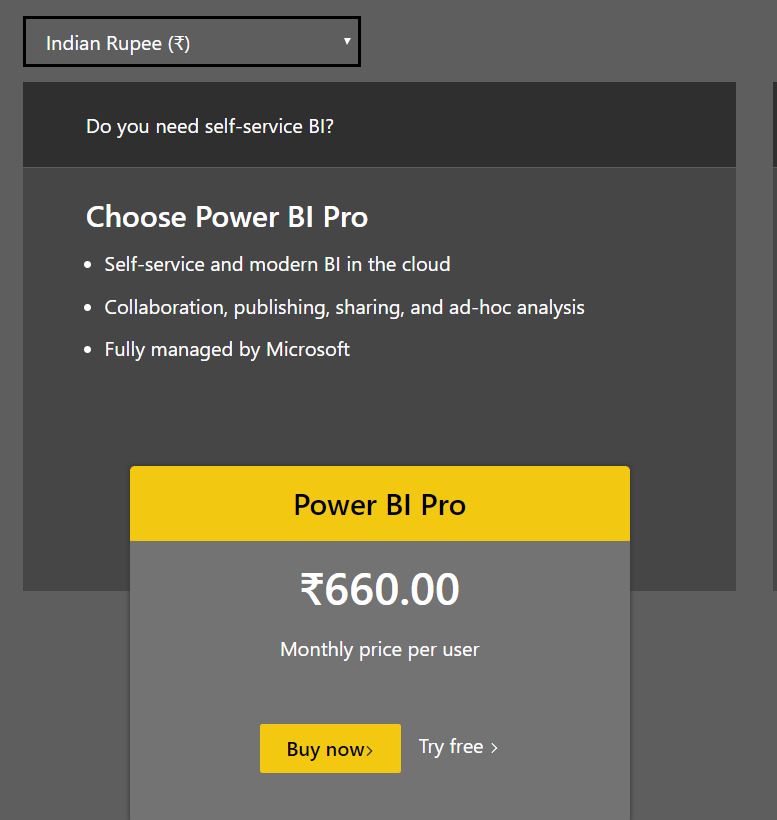 Indian Rupee (₹)
Do you need self-service BI?
Choose Power BI Pro
Self-service and modern BI in the cloud
Collaboration, publishing, sharing, and ad-hoc analysis
Fully managed by Microsoft
Power BI Pro
₹660.00
Monthly price per user
Buy now›
Try free ›